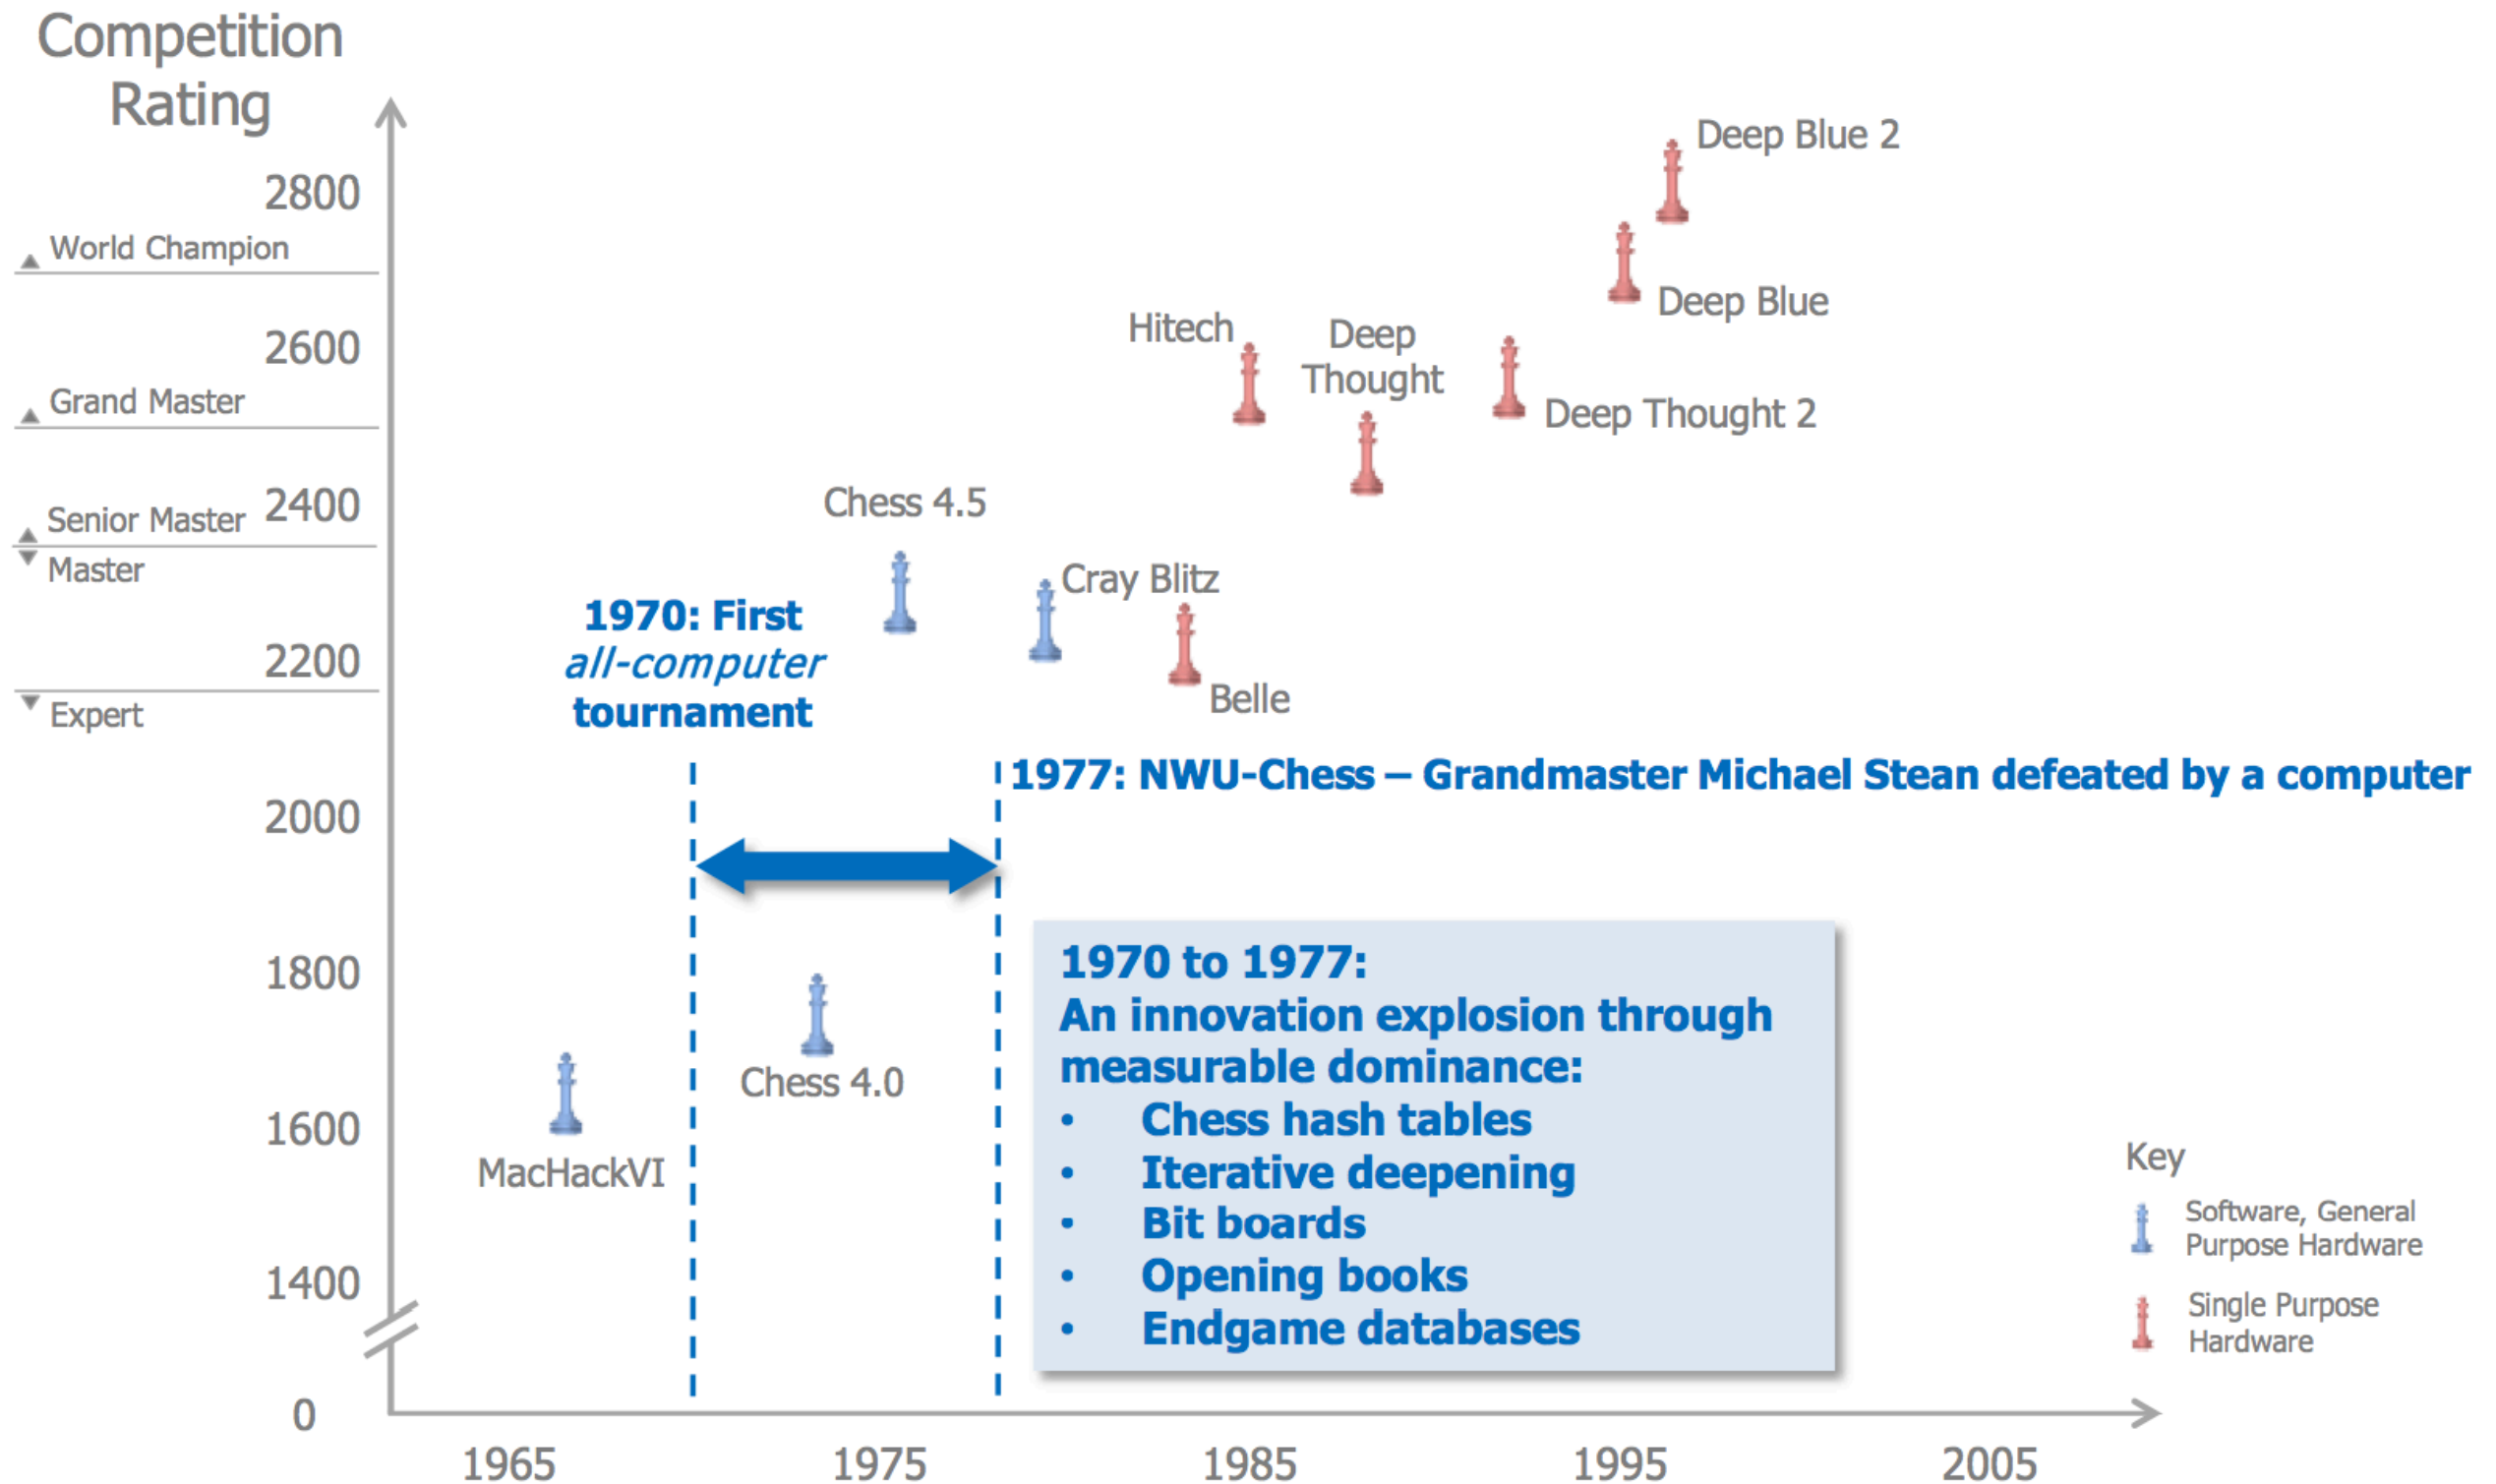 Competition
Rating
2800
World Champion
2600
Grand Master
2400
Senior Master
Master
2200
Expert
2000
1800
1600
1400
0
1965
1975
1985
1995
2005
MacHackVI
Chess 4.0
Chess 4.5
Cray Blitz
Belle
Hitech
Deep
Thought
Deep Thought 2
Deep Blue
Deep Blue 2
1970: First
all-computer
tournament
1977: NWU-Chess – Grandmaster Michael Stean defeated by a computer
1970 to 1977:
An innovation explosion through
measurable dominance:
• Chess hash tables
• Iterative deepening
• Bit boards
• Opening books
• Endgame databases
Key
Software, General
Purpose Hardware
Single Purpose
Hardware